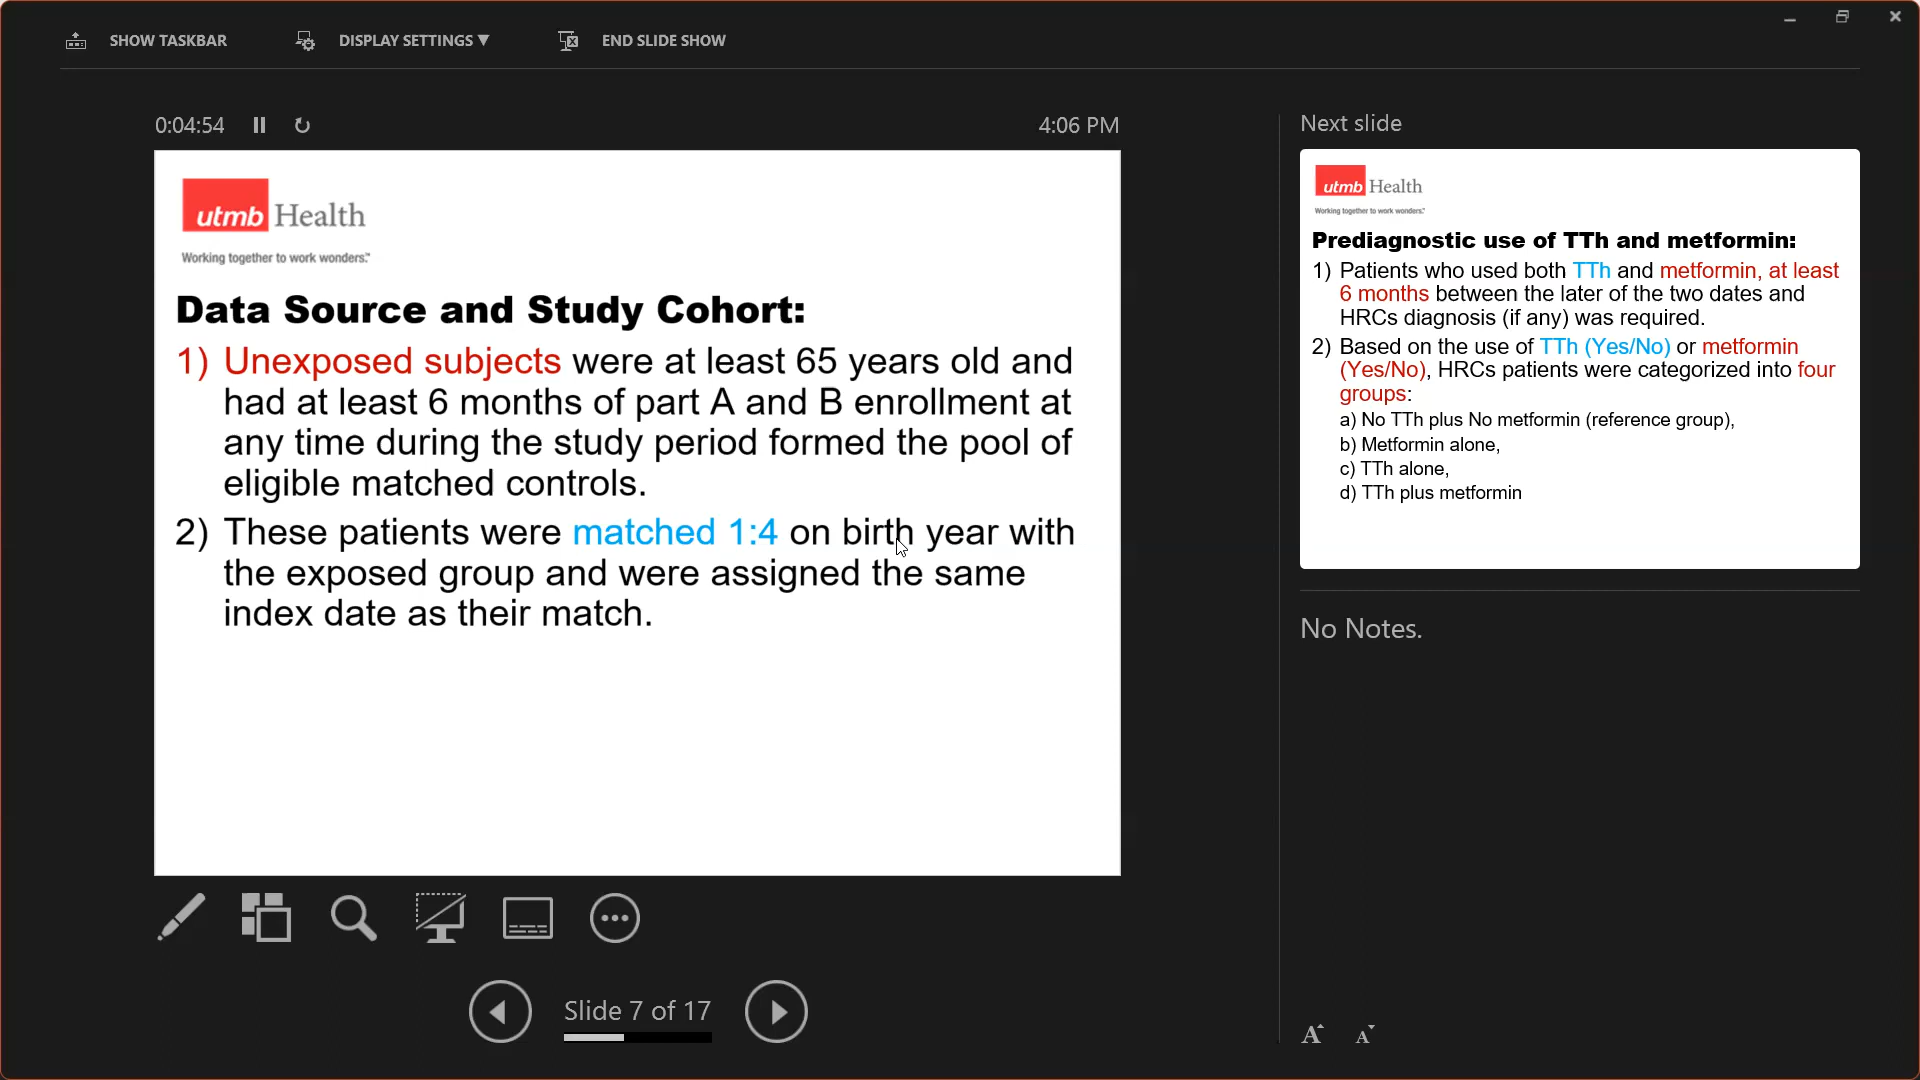 SHOW TASKBAR
DISPLAY SETTINGS ▼
END SLIDE SHOW
0:04:54
4:06 PM
utmb Health
Working together to work wonders.™
Data Source and Study Cohort:
1) Unexposed subjects were at least 65 years old and
had at least 6 months of part A and B enrollment at
any time during the study period formed the pool of
eligible matched controls.
2) These patients were matched 1:4 on birth year with
the exposed group and were assigned the same
index date as their match.
Slide 7 of 17
Next slide
utmb Health
Working together to work wonders.™
Prediagnostic use of TTh and metformin:
1) Patients who used both TTh and metformin, at least
6 months between the later of the two dates and
HRCs diagnosis (if any) was required.
2) Based on the use of TTh (Yes/No) or metformin
(Yes/No), HRCs patients were categorized into four
groups:
a) No TTh plus No metformin (reference group),
b) Metformin alone,
c) TTh alone,
d) TTh plus metformin
No Notes.
A A